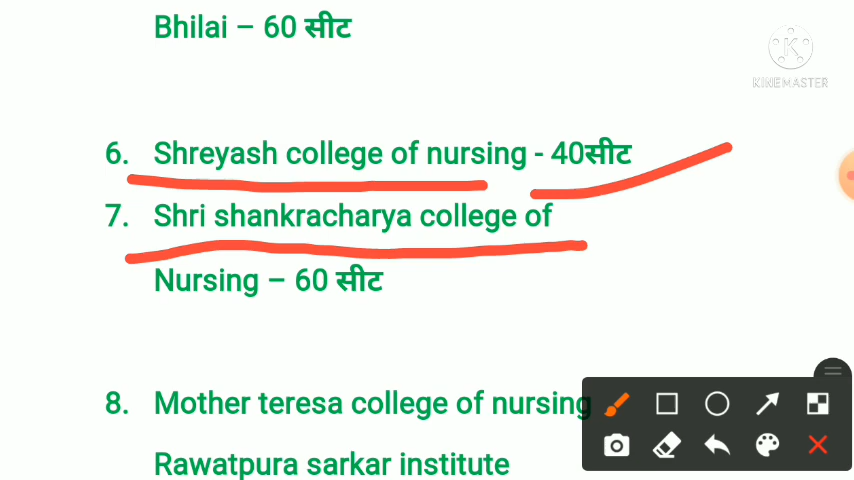 Bhilai – 60 सीट
KINEMASTER
6. Shreyash college of nursing - 40सीट
7. Shri shankracharya college of
Nursing – 60 सीट
8. Mother teresa college of nursing
Rawatpura sarkar institute